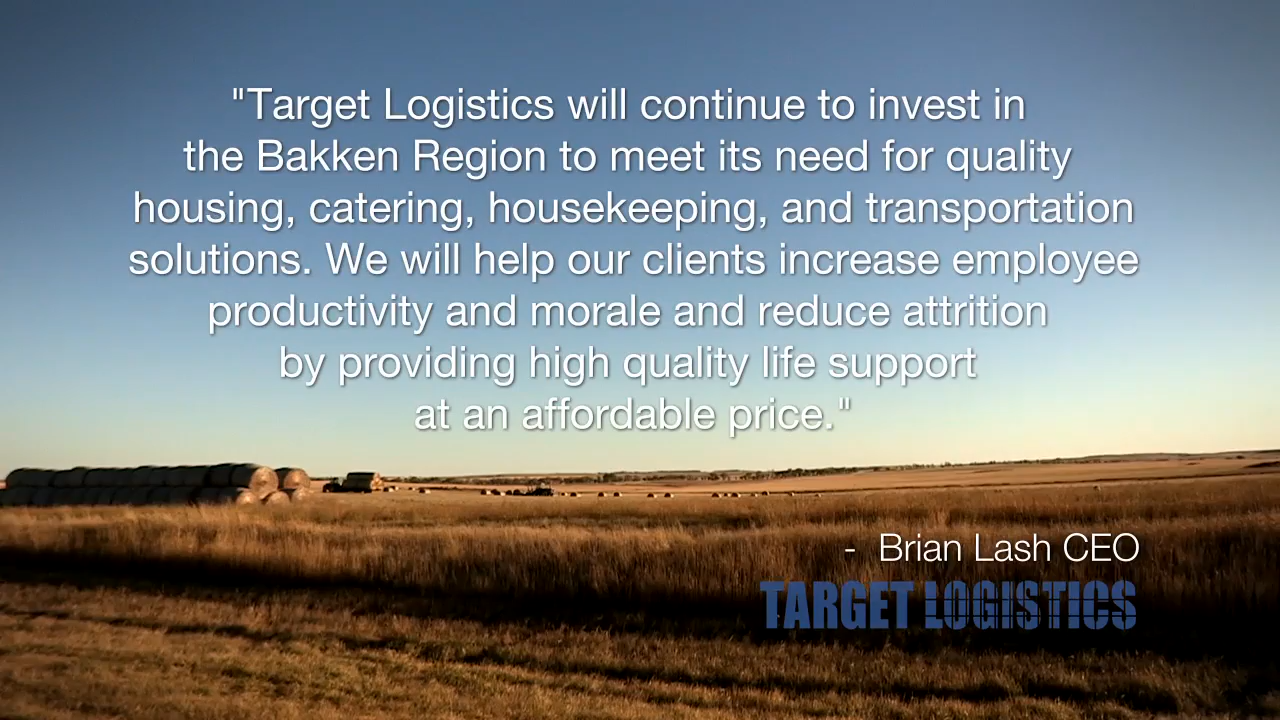 "Target Logistics will continue to invest in
the Bakken Region to meet its need for quality
housing, catering, housekeeping, and transportation
solutions. We will help our clients increase employee
productivity and morale and reduce attrition
by providing high quality life support
at an affordable price."
- Brian Lash CEO
TARGET LOGISTICS